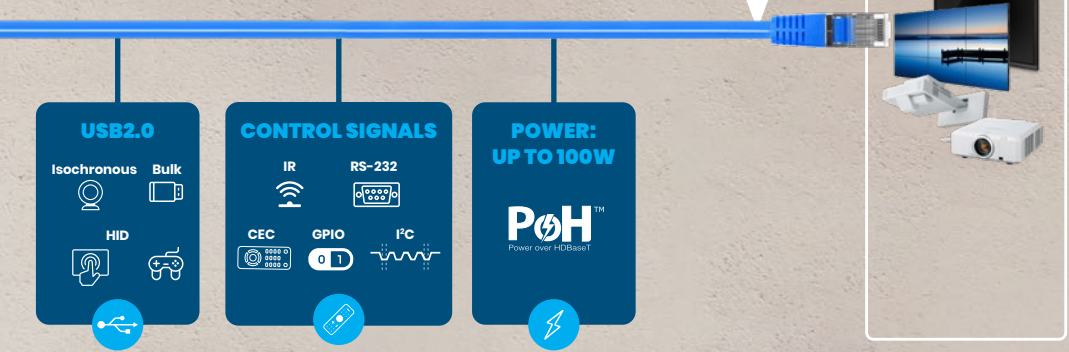 USB2.0
Isochronous Bulk
HID
CONTROL SIGNALS
IR RS-232
CEC GPIO I²C
0 1
POWER:
UP TO 100W
PoH™
Power over HDBaseT